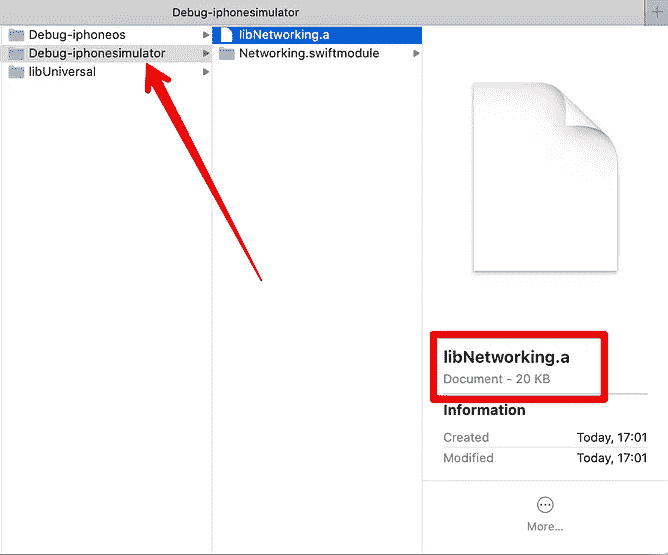 Debug-iphonesimulator
Debug-iphoneos
Debug-iphonesimulator
libUniversal
libNetworking.a
Networking.swiftmodule
libNetworking.a
Document - 20 KB
Information
Created Today, 17:01
Modified Today, 17:01
More...